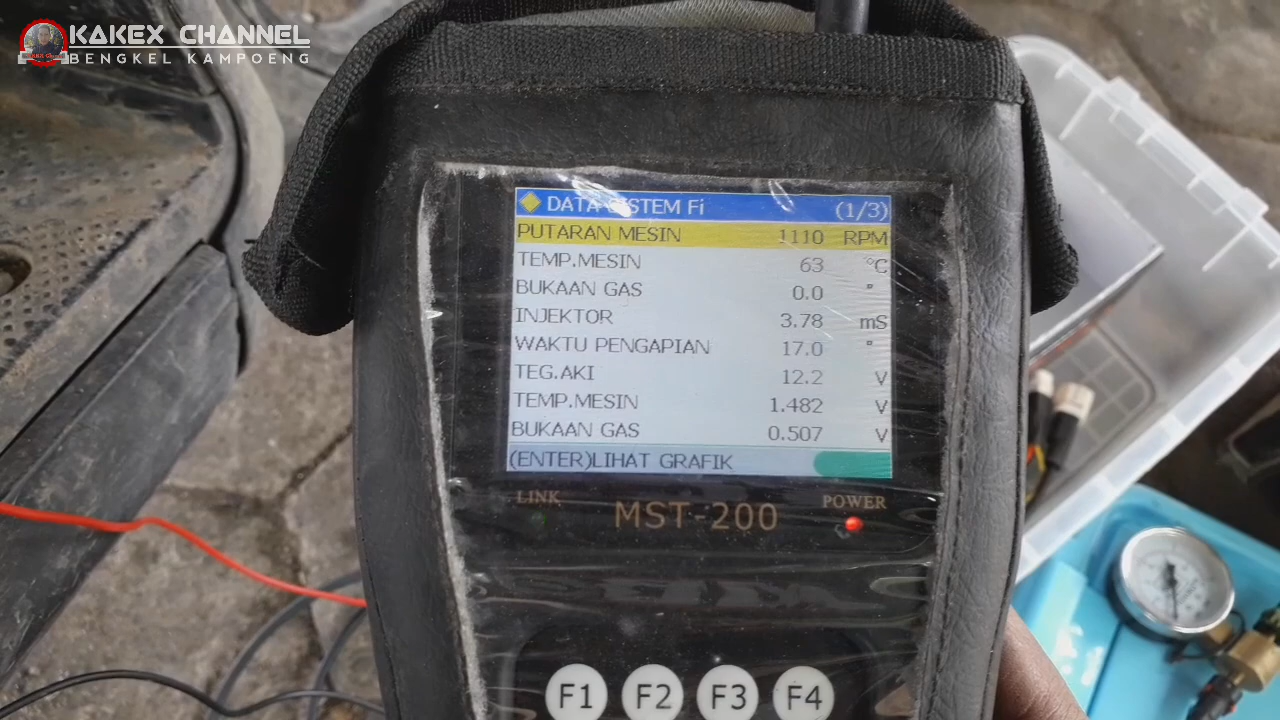 KAKEX CHANNEL
BENGKEL KAMPOENG
DATA SISTEM Fi (1/3)
PUTARAN MESIN 1110 RPM
TEMP.MESIN 63 °C
BUKAAN GAS 0.0 °
INJEKTOR 3.78 mS
WAKTU PENGAPIAN 17.0 °
TEG.AKI 12.2 V
TEMP.MESIN 1.482 V
BUKAAN GAS 0.507 V
(ENTER)LIHAT GRAFIK
LINK MST-200 POWER
F1 F2 F3 F4